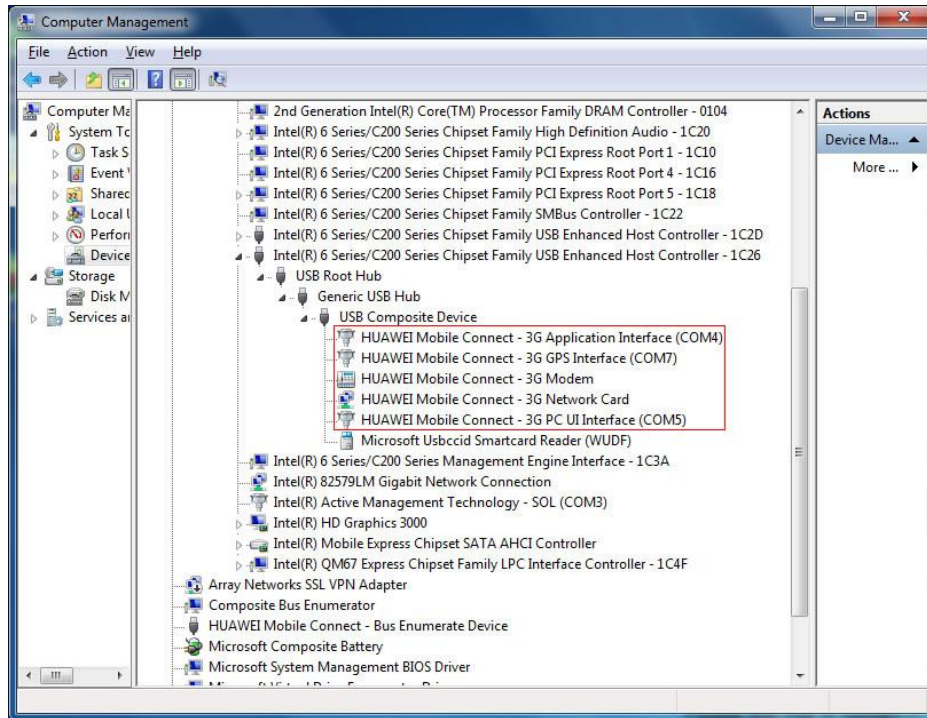 Computer Management
File Action View Help
Computer Ma
System To
Task S
Event
Shared
Local U
Perfor
Device
Storage
Disk M
Services an
2nd Generation Intel(R) Core(TM) Processor Family DRAM Controller - 0104
Intel(R) 6 Series/C200 Series Chipset Family High Definition Audio - 1C20
Intel(R) 6 Series/C200 Series Chipset Family PCI Express Root Port 1 - 1C10
Intel(R) 6 Series/C200 Series Chipset Family PCI Express Root Port 4 - 1C16
Intel(R) 6 Series/C200 Series Chipset Family PCI Express Root Port 5 - 1C18
Intel(R) 6 Series/C200 Series Chipset Family SMBus Controller - 1C22
Intel(R) 6 Series/C200 Series Chipset Family USB Enhanced Host Controller - 1C2D
Intel(R) 6 Series/C200 Series Chipset Family USB Enhanced Host Controller - 1C26
USB Root Hub
Generic USB Hub
USB Composite Device
HUAWEI Mobile Connect - 3G Application Interface (COM4)
HUAWEI Mobile Connect - 3G GPS Interface (COM7)
HUAWEI Mobile Connect - 3G Modem
HUAWEI Mobile Connect - 3G Network Card
HUAWEI Mobile Connect - 3G PC UI Interface (COM5)
Microsoft Usbccid Smartcard Reader (WUDF)
Intel(R) 6 Series/C200 Series Management Engine Interface - 1C3A
Intel(R) 82579LM Gigabit Network Connection
Intel(R) Active Management Technology - SOL (COM3)
Intel(R) HD Graphics 3000
Intel(R) Mobile Express Chipset SATA AHCI Controller
Intel(R) QM67 Express Chipset Family LPC Interface Controller - 1C4F
Array Networks SSL VPN Adapter
Composite Bus Enumerator
HUAWEI Mobile Connect - Bus Enumerate Device
Microsoft Composite Battery
Microsoft System Management BIOS Driver
Actions
Device Ma...
More ...